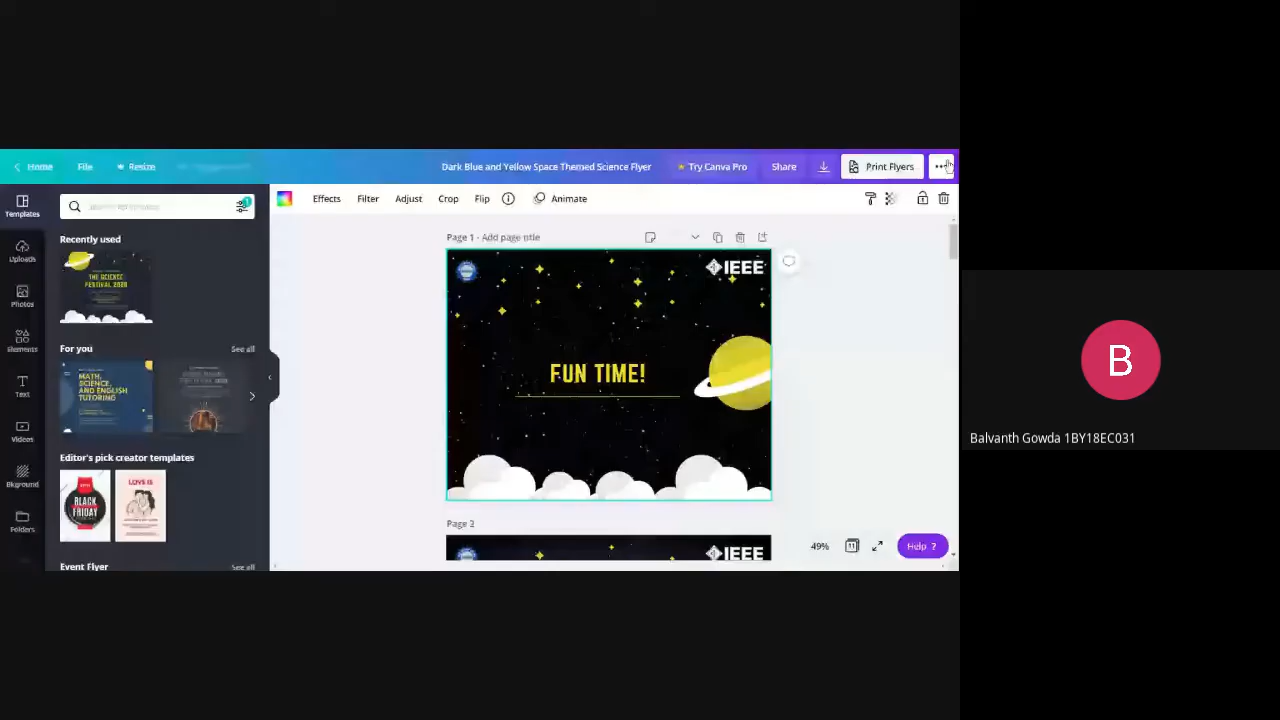 Home File Resize Dark Blue and Yellow Space Themed Science Flyer Try Canva Pro Share Print Flyers
Effects Filter Adjust Crop Flip Animate
Templates
Uploads
Photos
Elements
Text
Videos
Bkground
Folders
1
Recently used
THE SCIENCE
FESTIVAL 2020
For you See all
MATH,
SCIENCE,
AND ENGLISH
TUTORING
Editor's pick creator templates
BLACK
FRIDAY
LOVE IS
Event Flyer See all
Page 1 - Add page title
IEEE
FUN TIME!
Page 2
IEEE
49% 11 Help ?
B
Balvanth Gowda 1BY18EC031